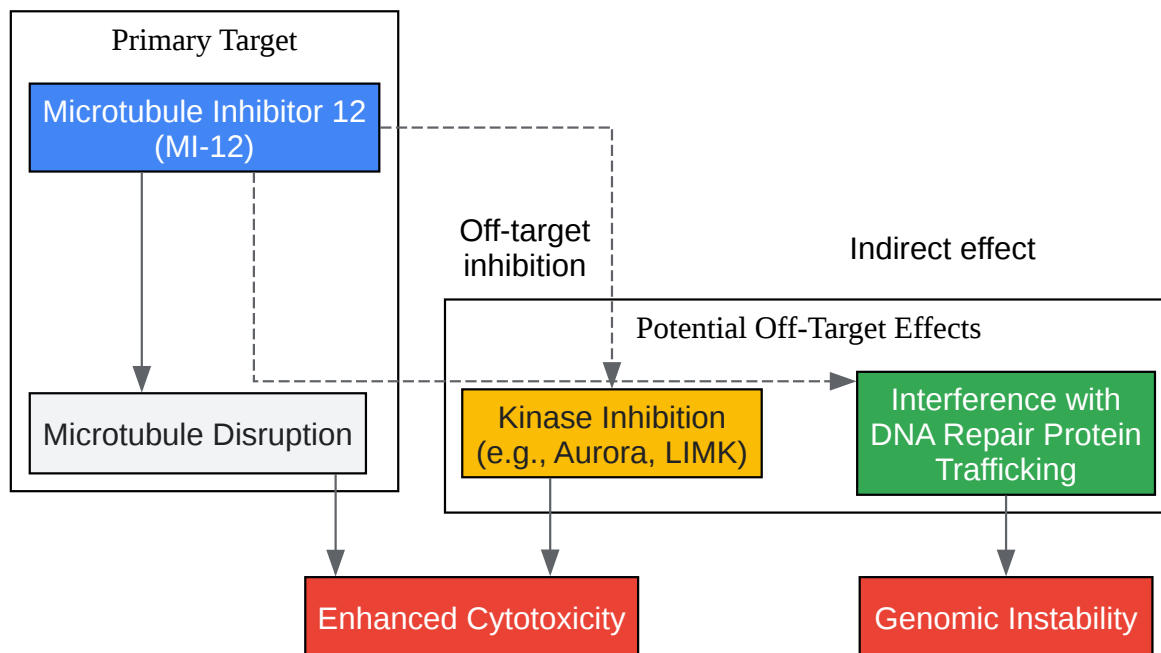 Primary Target
Microtubule Inhibitor 12
(MI-12)
Off-target
inhibition
Indirect effect
Potential Off-Target Effects
Microtubule Disruption
Kinase Inhibition
(e.g., Aurora, LIMK)
Interference with
DNA Repair Protein
Trafficking
Enhanced Cytotoxicity
Genomic Instability